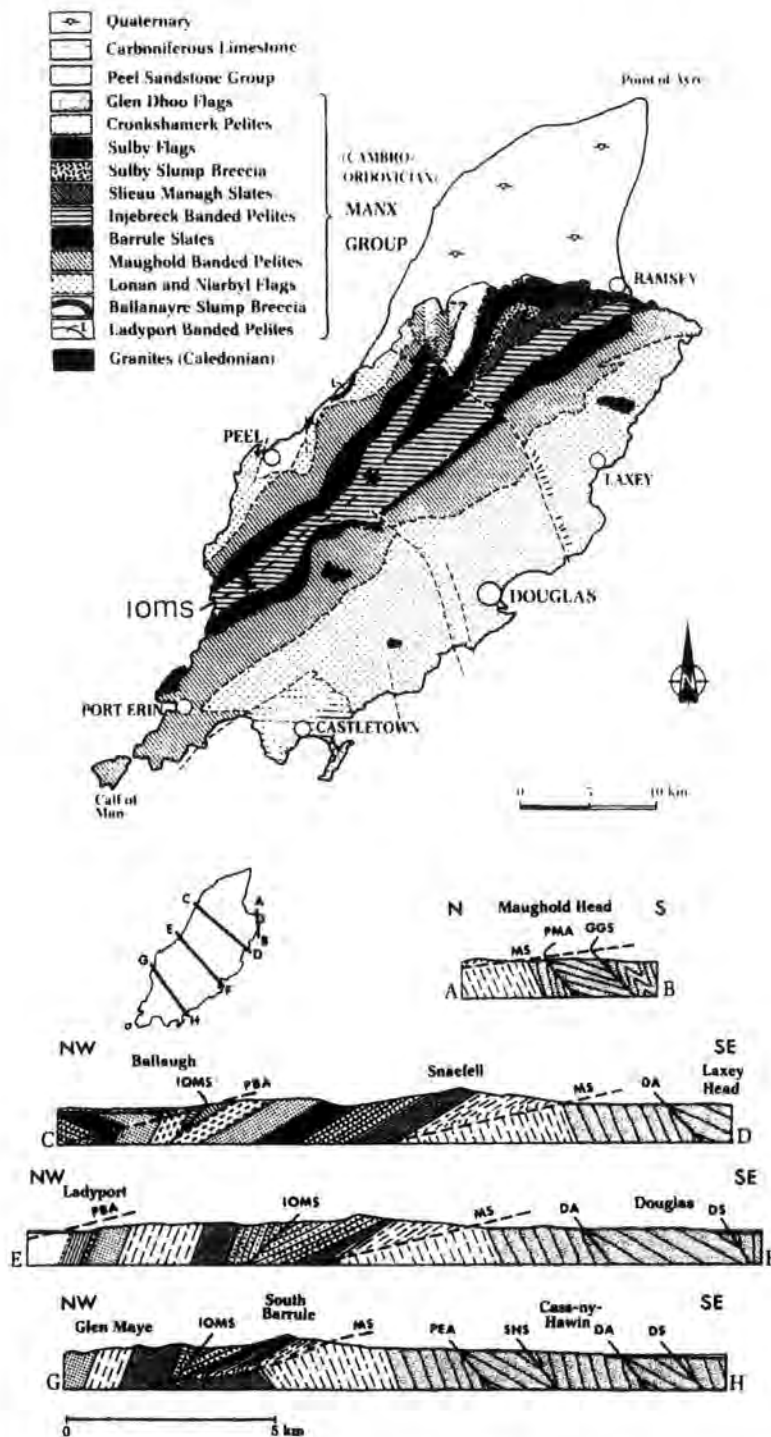 Quaternary
Carboniferous Limestone
Peel Sandstone Group
Glen Dhoo Flags
Cronkshamerk Pelites
Sulby Flags
Sulby Slump Breccia
Slieau Managh Slates
Injebreck Banded Pelites
Barrule Slates
Maughold Banded Pelites
Lonan and Niarbyl Flags
Ballanayre Slump Breccia
Ladyport Banded Pelites
Granites (Caledonian)
(CAMBRO-
ORDOVICIAN)
MANX
GROUP
Point of Ayre
RAMSEY
PEEL
LAXEY
IOMS
DOUGLAS
PORT ERIN
CASTLETOWN
Calf of
Man
N
0 5 10 km
C A
E B
G D
F
H
N Maughold Head S
MS PMA GGS
A B
NW SE
Ballaugh Snaefell Laxey
Head
IOMS PBA MS DA
C D
NW SE
Ladyport Douglas
PBA IOMS MS DA DS
E F
NW SE
Glen Maye South
Barrule Cass-ny-
Hawin
IOMS MS PEA SHS DA DS
G H
0 5 km